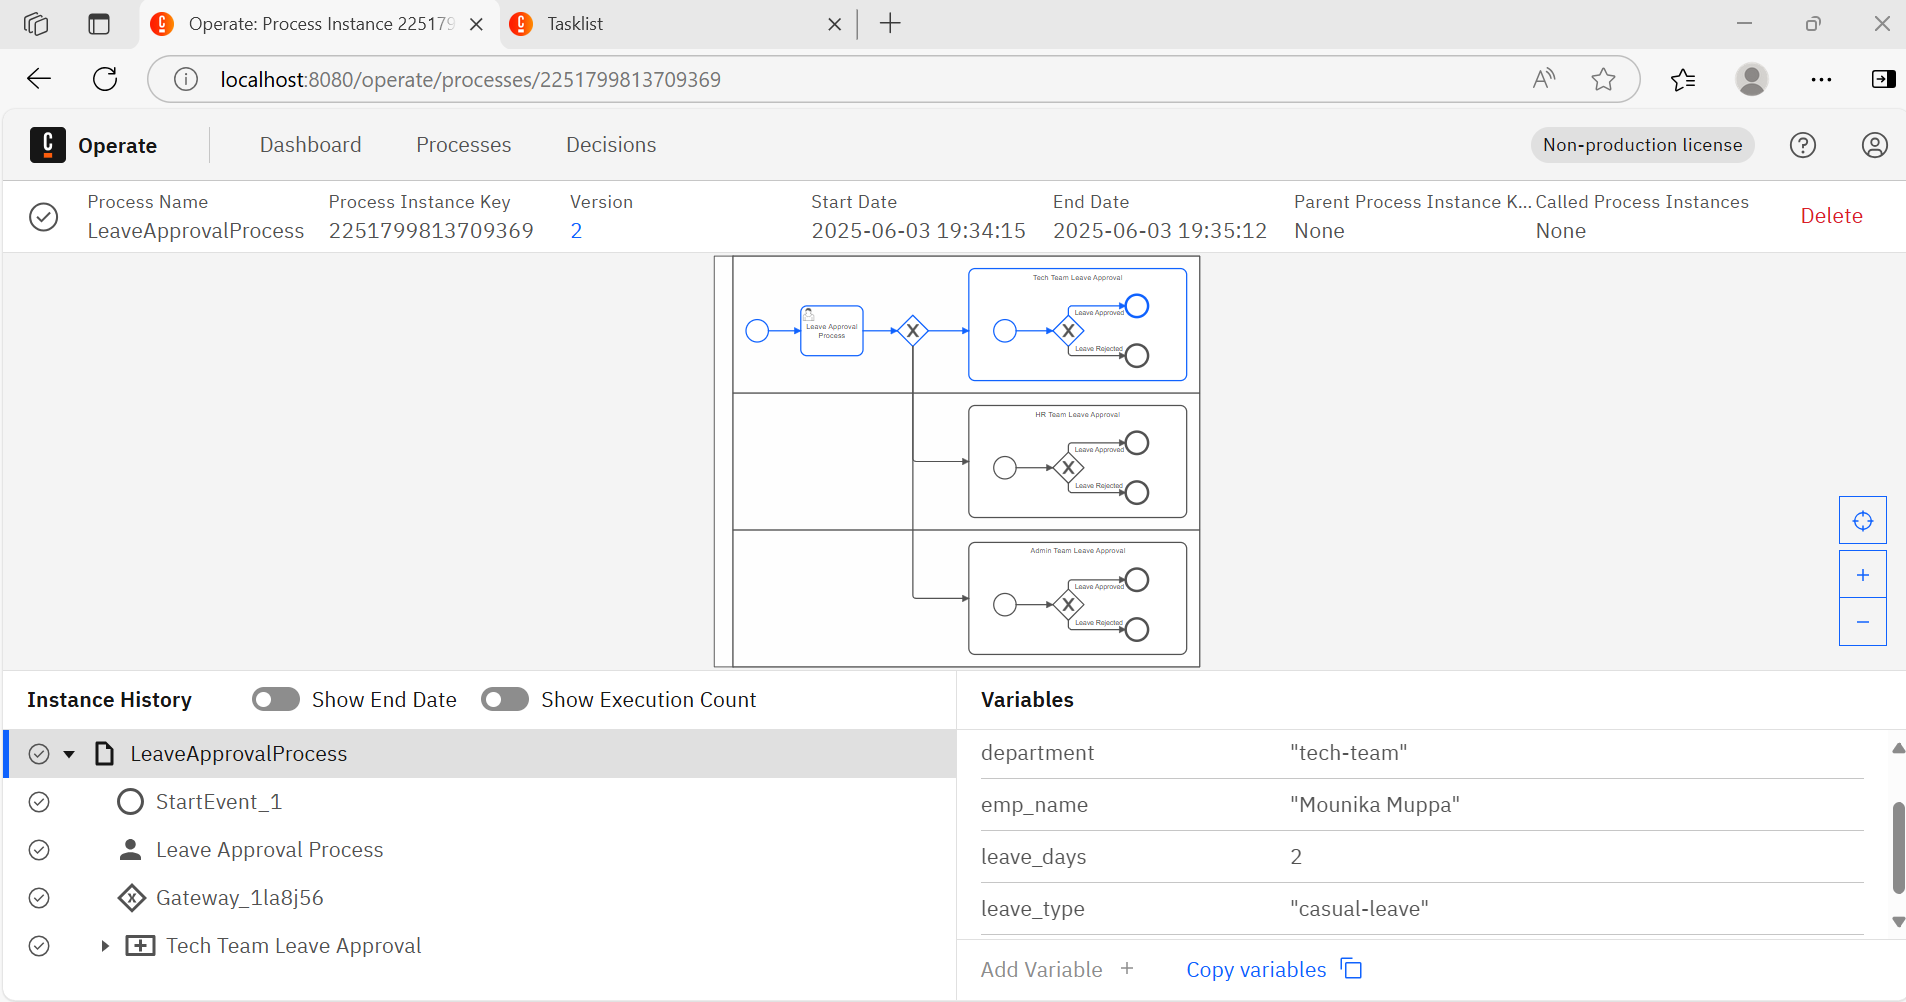 Operate: Process Instance 225179
Tasklist
localhost:8080/operate/processes/2251799813709369
Operate
Dashboard
Processes
Decisions
Non-production license
Process Name
LeaveApprovalProcess
Process Instance Key
2251799813709369
Version
2
Start Date
2025-06-03 19:34:15
End Date
2025-06-03 19:35:12
Parent Process Instance K...
None
Called Process Instances
None
Delete
Leave Approval
Process
Tech Team Leave Approval
Leave Approved
Leave Rejected
HR Team Leave Approval
Leave Approved
Leave Rejected
Admin Team Leave Approval
Leave Approved
Leave Rejected
Instance History
Show End Date
Show Execution Count
LeaveApprovalProcess
StartEvent_1
Leave Approval Process
Gateway_1la8j56
Tech Team Leave Approval
Variables
department "tech-team"
emp_name "Mounika Muppa"
leave_days 2
leave_type "casual-leave"
Add Variable +
Copy variables